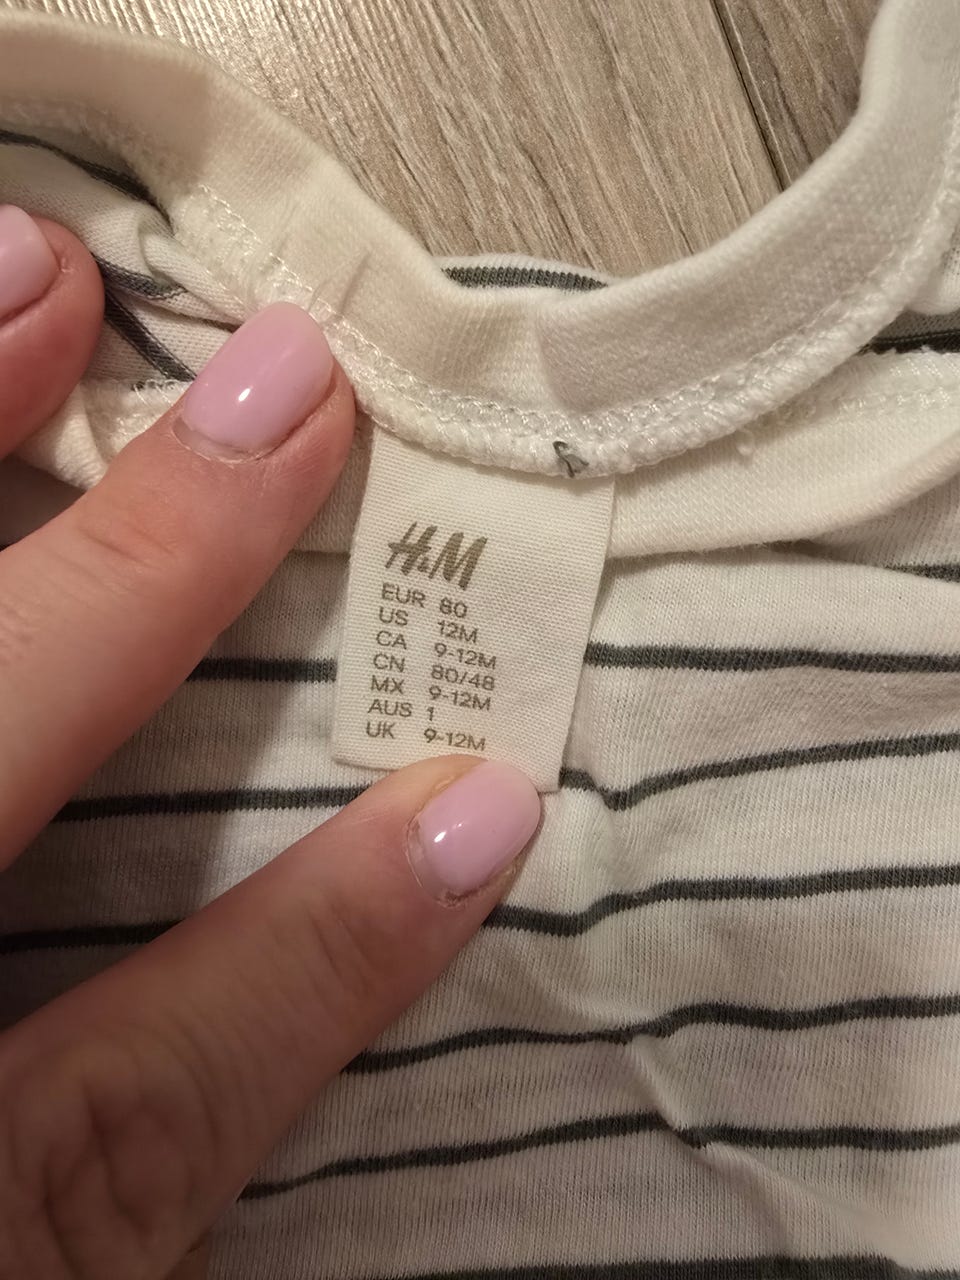 H&M
EUR 80
US 12M
CA 9-12M
CN 80/48
MX 9-12M
AUS 1
UK 9-12M